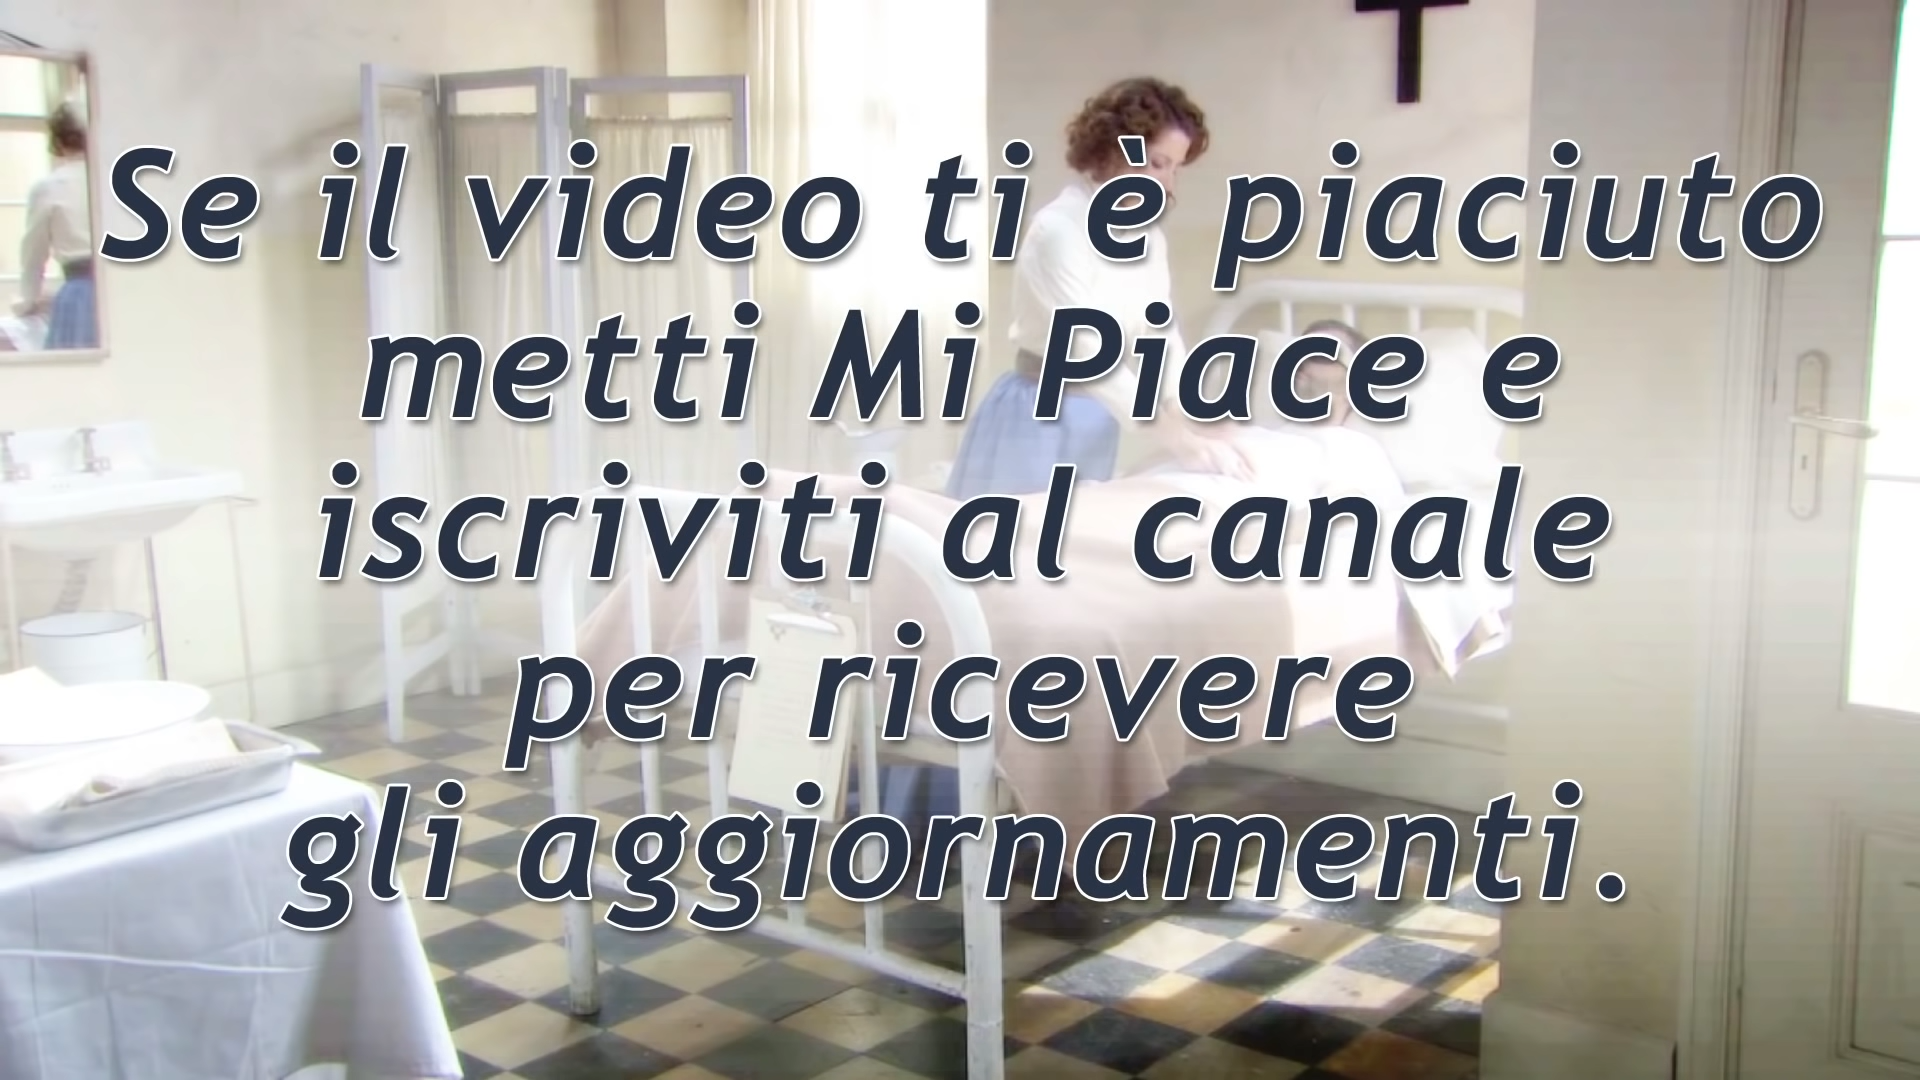 Se il video ti è piaciuto
metti Mi Piace e
iscriviti al canale
per ricevere
gli aggiornamenti.